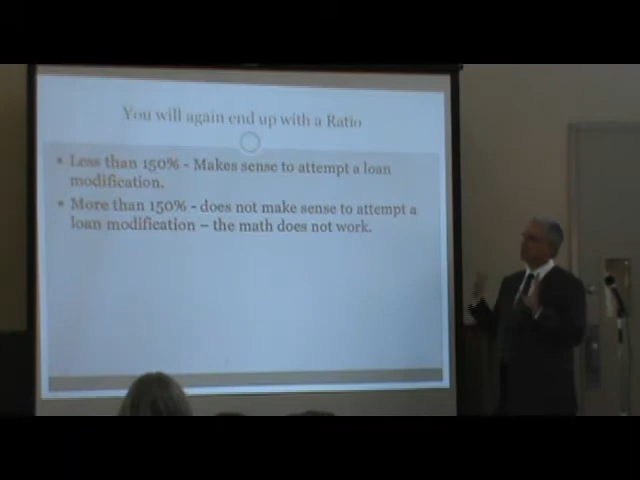 You will again end up with a Ratio
• Less than 150% - Makes sense to attempt a loan
modification.
• More than 150% - does not make sense to attempt a
loan modification – the math does not work.